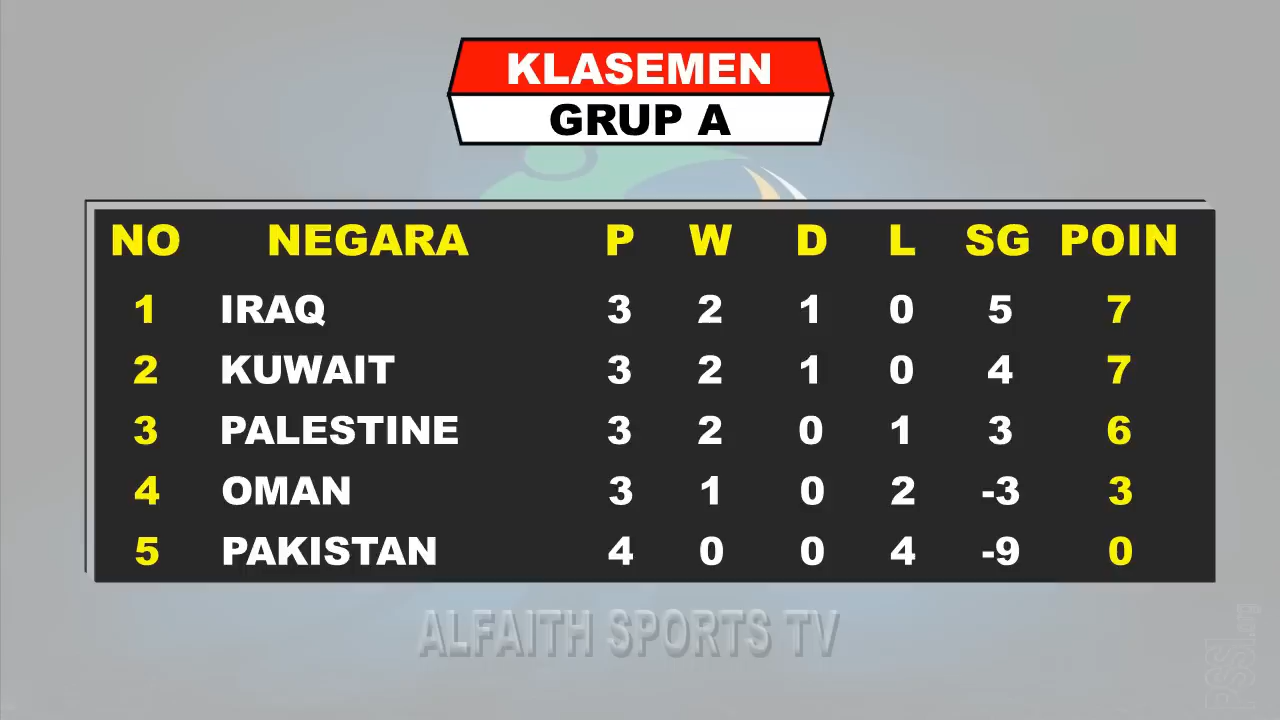 KLASEMEN
GRUP A
NO NEGARA P W D L SG POIN
1 IRAQ 3 2 1 0 5 7
2 KUWAIT 3 2 1 0 4 7
3 PALESTINE 3 2 0 1 3 6
4 OMAN 3 1 0 2 -3 3
5 PAKISTAN 4 0 0 4 -9 0
ALFAITH SPORTS TV
pssi.org